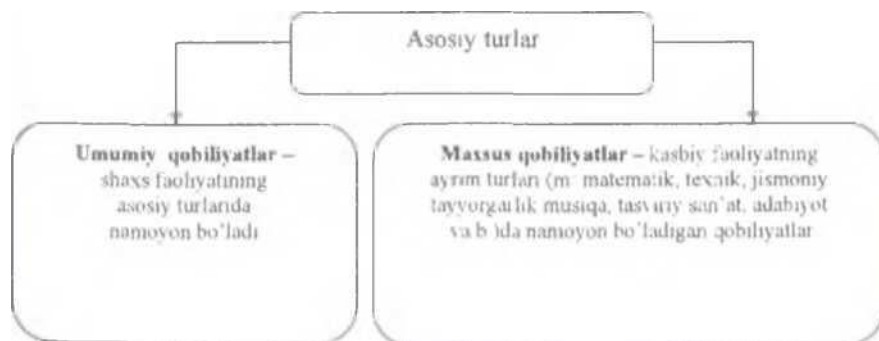 Asosiy turlar
Umumiy qobiliyatlar –
shaxs faoliyatining
asosiy turlarida
namoyon bo'ladi
Maxsus qobiliyatlar – kasbiy faoliyatning
ayrim turlari (m: matematik, texnik, jismoniy
tayyorgarlik musiqa, tasviriy san'at, adabiyot
va b.)da namoyon bo'ladigan qobiliyatlar